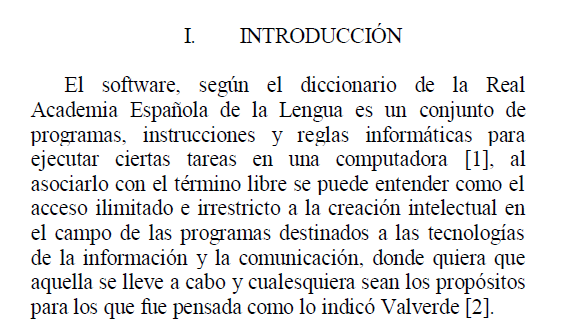 I. INTRODUCCIÓN
El software, según el diccionario de la Real
Academia Española de la Lengua es un conjunto de
programas, instrucciones y reglas informáticas para
ejecutar ciertas tareas en una computadora [1], al
asociarlo con el término libre se puede entender como el
acceso ilimitado e irrestricto a la creación intelectual en
el campo de las programas destinados a las tecnologías
de la información y la comunicación, donde quiera que
aquella se lleve a cabo y cualesquiera sean los propósitos
para los que fue pensada como lo indicó Valverde [2].